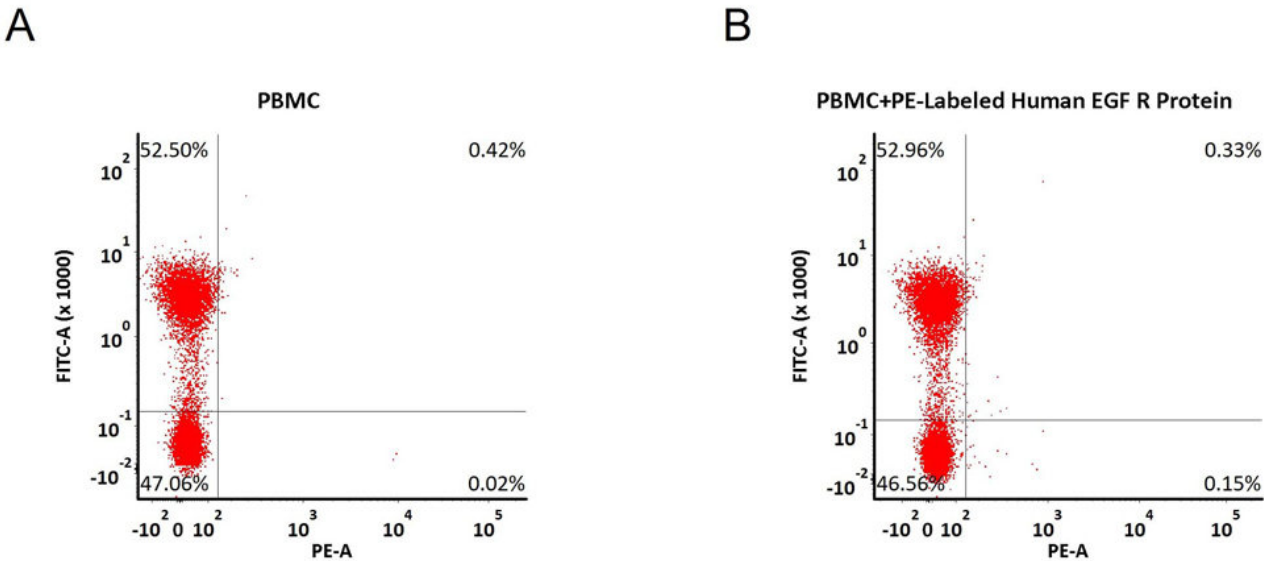 A
PBMC
52.50%
0.42%
10^2
10^1
10^0
10^-1
-10^-2
FITC-A (x 1000)
47.06%
0.02%
-10^2 0 10^2 10^3 10^4 10^5
PE-A
B
PBMC+PE-Labeled Human EGF R Protein
52.96%
0.33%
10^2
10^1
10^0
10^-1
-10^-2
FITC-A (x 1000)
46.56%
0.15%
-10^2 0 10^2 10^3 10^4 10^5
PE-A